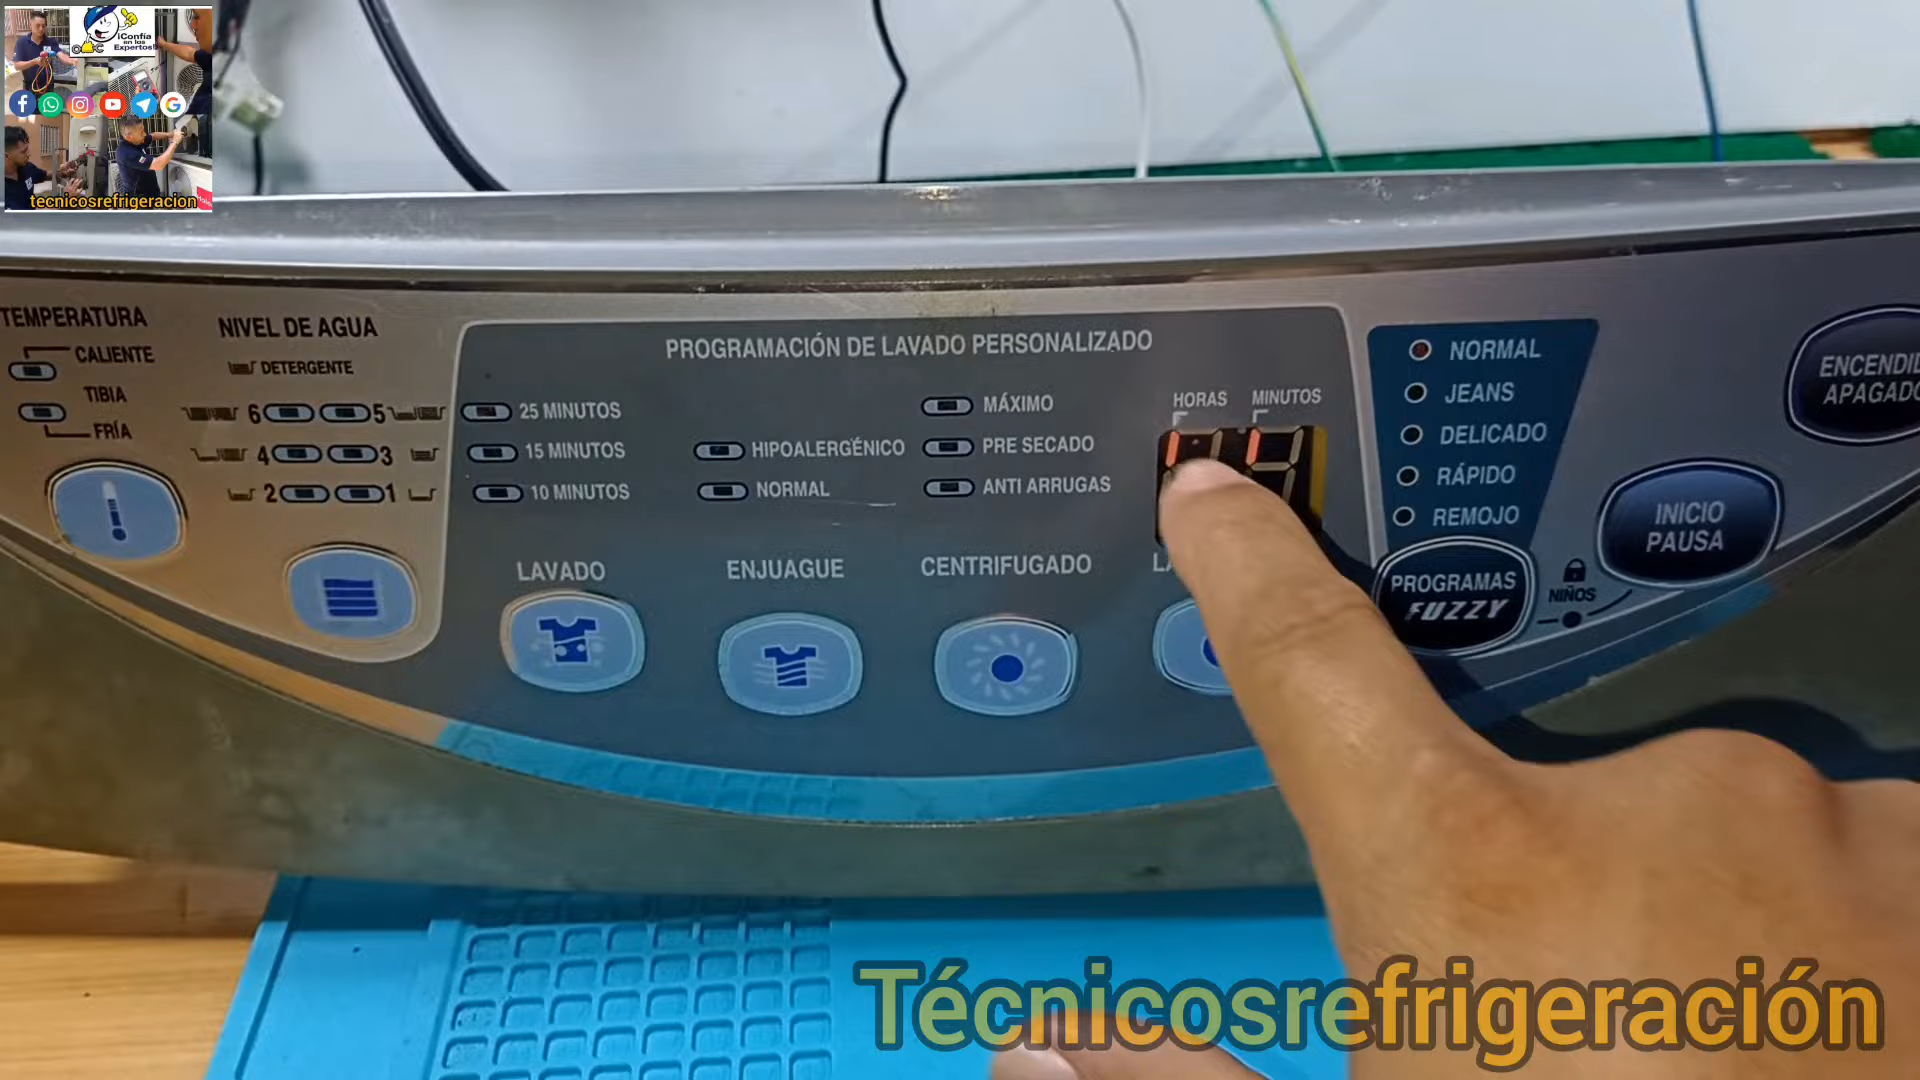 ¡Confía
en los
Expertos!
tecnicosrefrigeracion
TEMPERATURA
CALIENTE
TIBIA
FRÍA
NIVEL DE AGUA
DETERGENTE
6 5
4 3
2 1
PROGRAMACIÓN DE LAVADO PERSONALIZADO
25 MINUTOS
15 MINUTOS
10 MINUTOS
LAVADO
HIPOALERGÉNICO
NORMAL
ENJUAGUE
MÁXIMO
PRE SECADO
ANTI ARRUGAS
CENTRIFUGADO
HORAS MINUTOS
NORMAL
JEANS
DELICADO
RÁPIDO
REMOJO
PROGRAMAS
FUZZY
NIÑOS
INICIO
PAUSA
ENCENDID
APAGADO
Técnicosrefrigeración